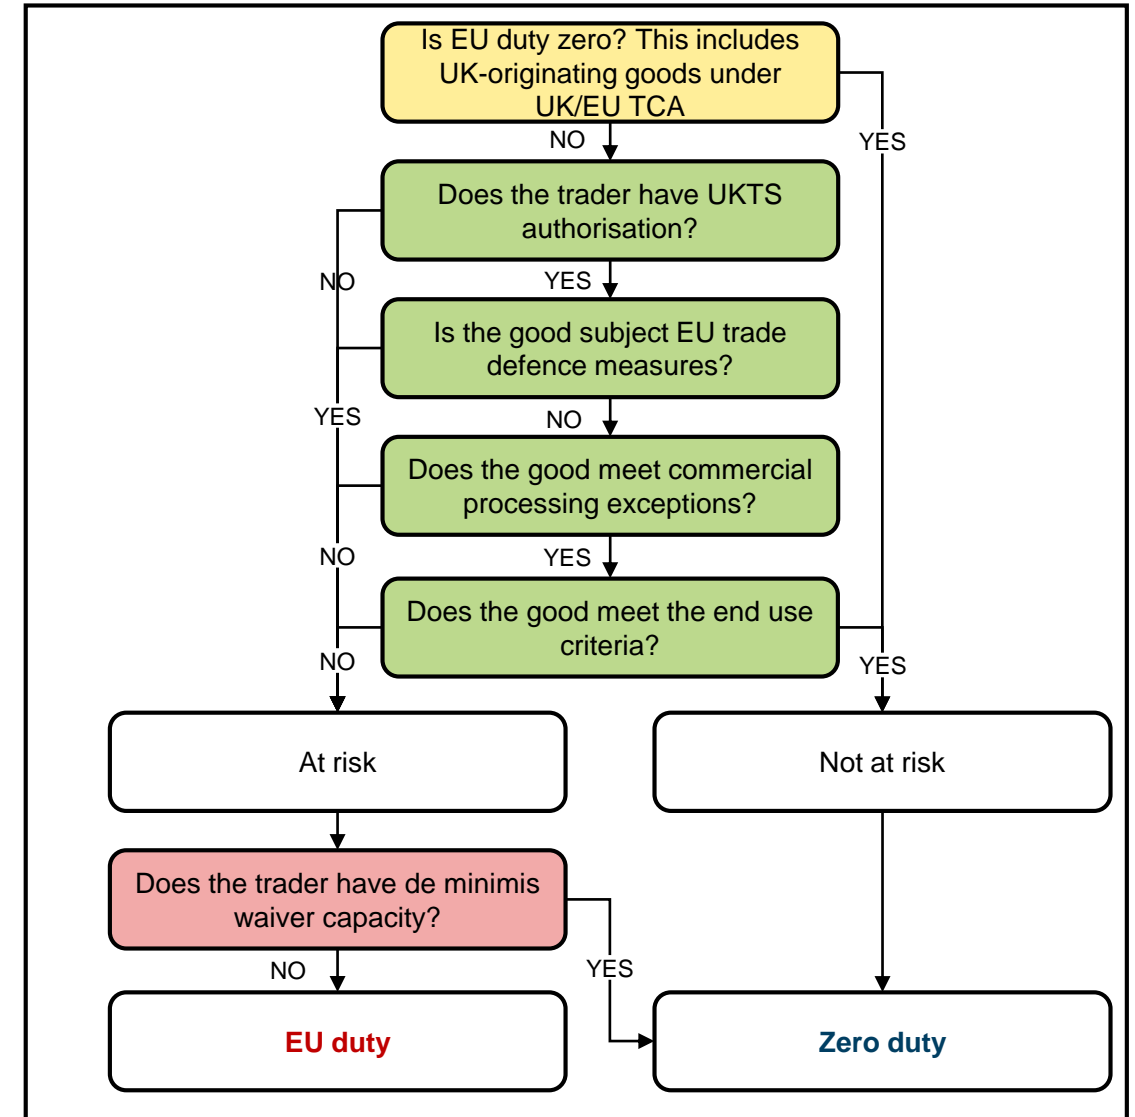 Is EU duty zero? This includes
UK-originating goods under
UK/EU TCA
NO
YES
Does the trader have UKTS
authorisation?
NO
YES
Is the good subject EU trade
defence measures?
YES
NO
Does the good meet commercial
processing exceptions?
NO
YES
Does the good meet the end use
criteria?
NO
YES
At risk
Not at risk
Does the trader have de minimis
waiver capacity?
NO
YES
EU duty
Zero duty